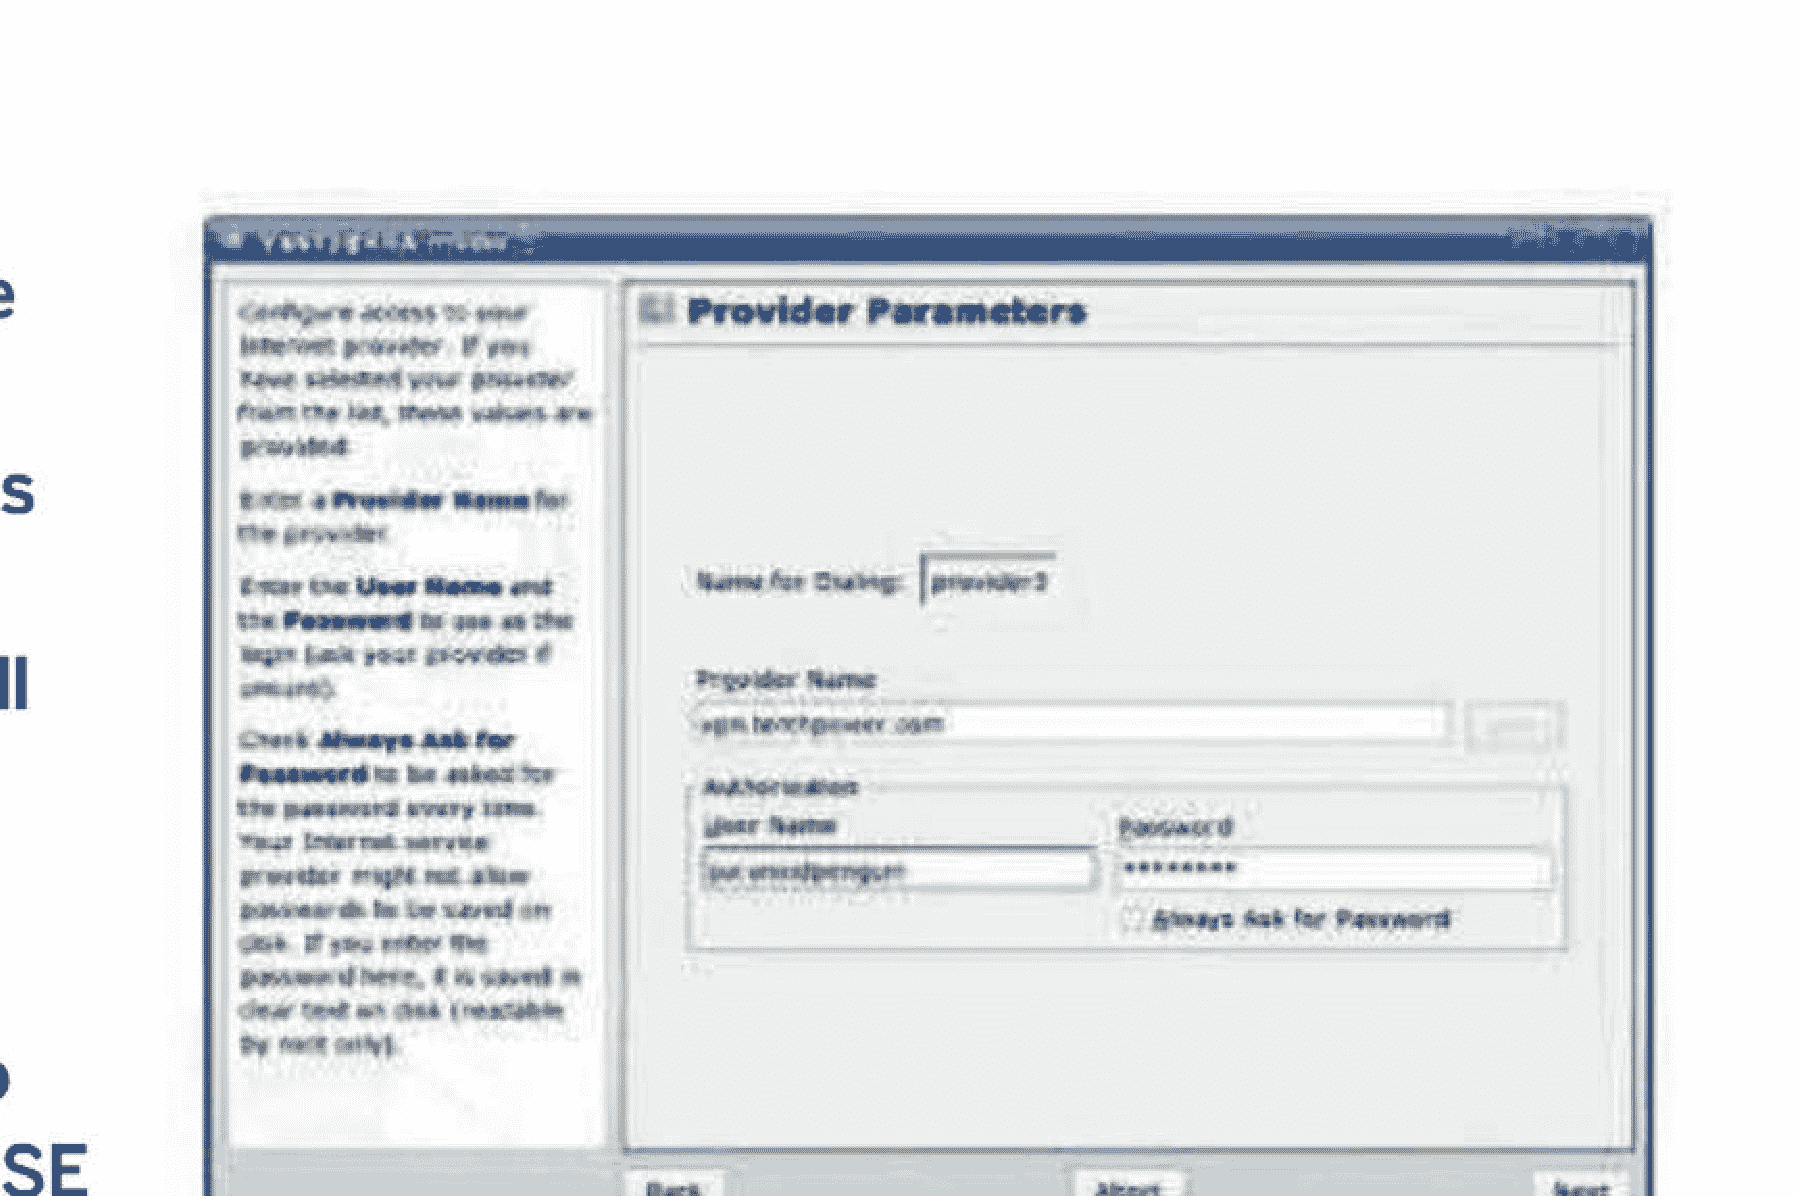 e
s
ll
SE
Configure access to your
Internet provider. If you
have selected your provider
from the list, these values are
provided.
Enter a Provider Name for
the provider.
Enter the User Name and
the Password to use as the
login (ask your provider if
unsure).
Check Always Ask for
Password to be asked for
the password every time.
Your Internet service
provider might not allow
passwords to be saved on
disk. If you enter the
password here, it is saved in
clear text on disk (readable
by root only).
Provider Parameters
Name for Dialing: provider3
Provider Name
Authorization
User Name
Password
*********
Always Ask for Password
Back
Abort
Next